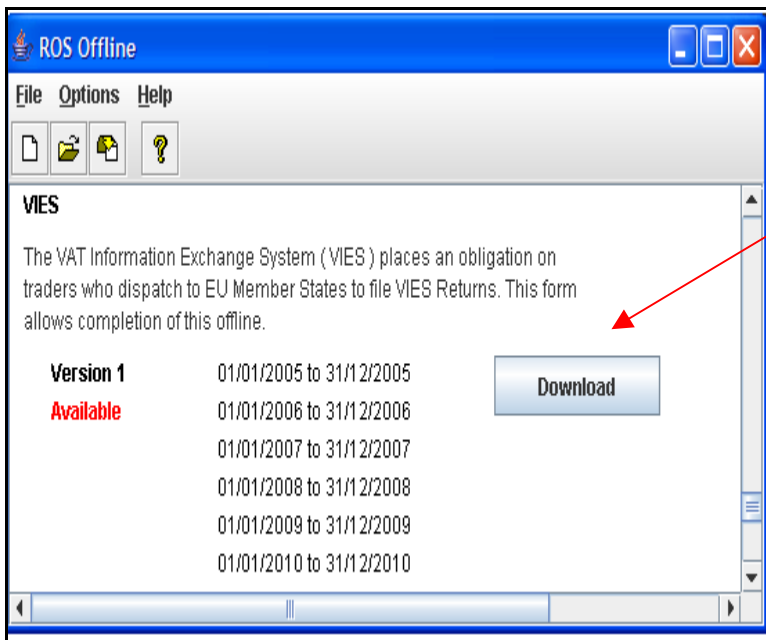 ROS Offline
File Options Help
VIES
The VAT Information Exchange System ( VIES ) places an obligation on
traders who dispatch to EU Member States to file VIES Returns. This form
allows completion of this offline.
Version 1 01/01/2005 to 31/12/2005 Download
Available 01/01/2006 to 31/12/2006
01/01/2007 to 31/12/2007
01/01/2008 to 31/12/2008
01/01/2009 to 31/12/2009
01/01/2010 to 31/12/2010